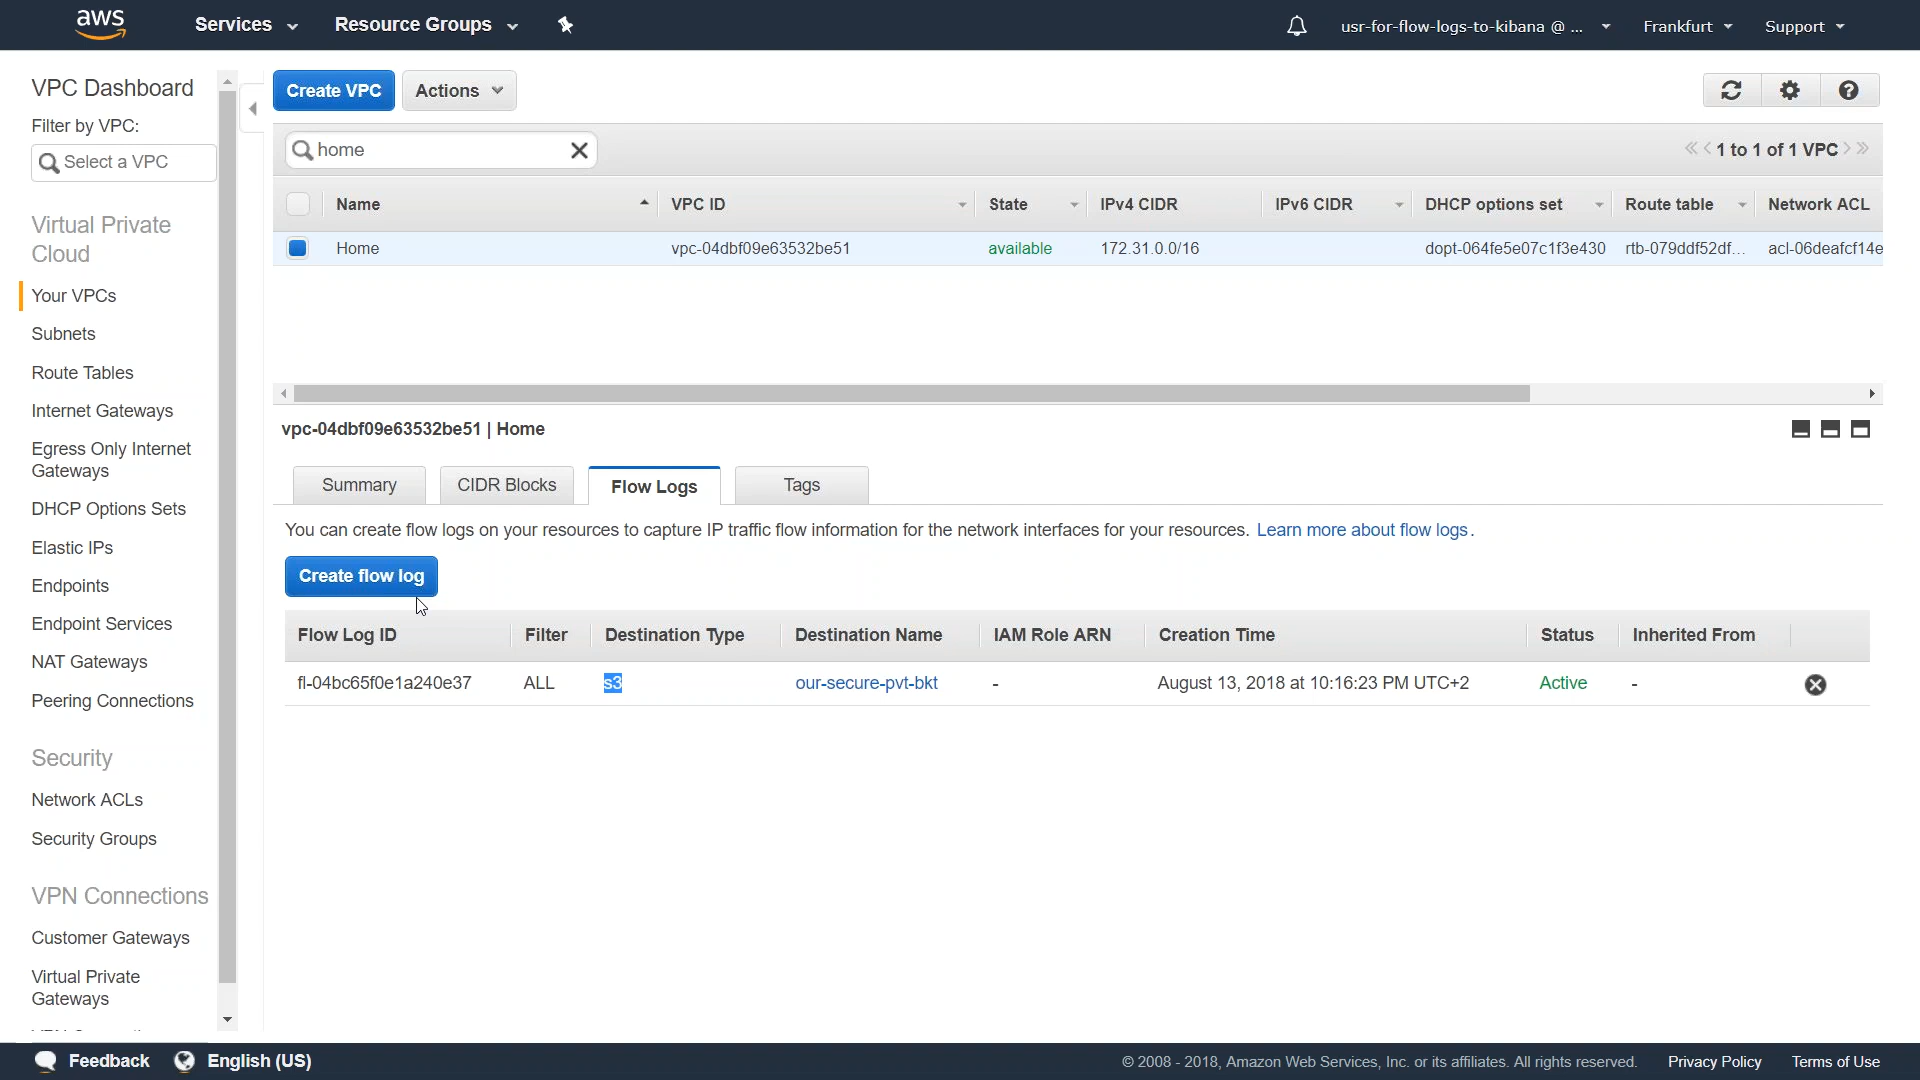 aws Services Resource Groups usr-for-flow-logs-to-kibana @ ... Frankfurt Support
VPC Dashboard
Filter by VPC:
Select a VPC
Virtual Private
Cloud
Your VPCs
Subnets
Route Tables
Internet Gateways
Egress Only Internet
Gateways
DHCP Options Sets
Elastic IPs
Endpoints
Endpoint Services
NAT Gateways
Peering Connections
Security
Network ACLs
Security Groups
VPN Connections
Customer Gateways
Virtual Private
Gateways
Create VPC Actions
home
1 to 1 of 1 VPC
Name VPC ID State IPv4 CIDR IPv6 CIDR DHCP options set Route table Network ACL
Home vpc-04dbf09e63532be51 available 172.31.0.0/16 dopt-064fe5e07c1f3e430 rtb-079ddf52df... acl-06deafcf14e
vpc-04dbf09e63532be51 | Home
Summary CIDR Blocks Flow Logs Tags
You can create flow logs on your resources to capture IP traffic flow information for the network interfaces for your resources. Learn more about flow logs.
Create flow log
Flow Log ID Filter Destination Type Destination Name IAM Role ARN Creation Time Status Inherited From
fl-04bc65f0e1a240e37 ALL s3 our-secure-pvt-bkt - August 13, 2018 at 10:16:23 PM UTC+2 Active -
Feedback English (US) © 2008 - 2018, Amazon Web Services, Inc. or its affiliates. All rights reserved. Privacy Policy Terms of Use